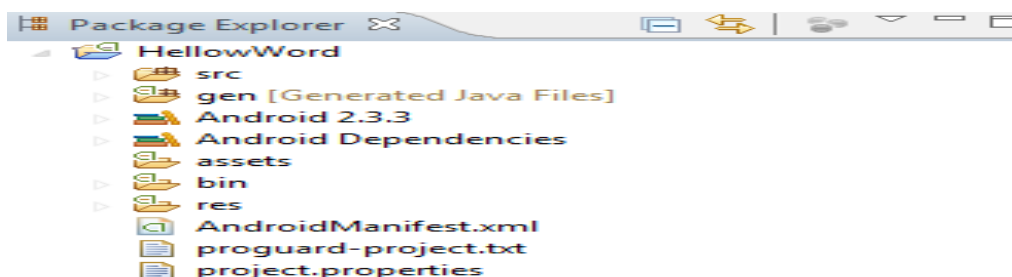 Package Explorer
HellowWord
src
gen [Generated Java Files]
Android 2.3.3
Android Dependencies
assets
bin
res
AndroidManifest.xml
proguard-project.txt
project.properties